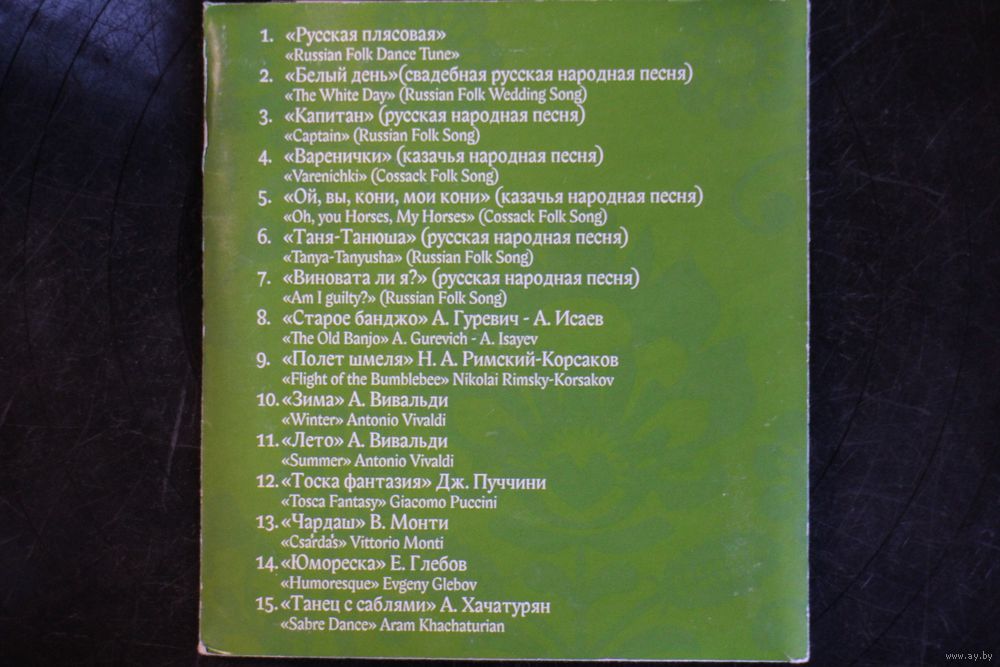 1. «Русская плясовая»
«Russian Folk Dance Tune»
2. «Белый день»(свадебная русская народная песня)
«The White Day» (Russian Folk Wedding Song)
3. «Капитан» (русская народная песня)
«Captain» (Russian Folk Song)
4. «Варенички» (казачья народная песня)
«Varenichki» (Cossack Folk Song)
5. «Ой, вы, кони, мои кони» (казачья народная песня)
«Oh, you Horses, My Horses» (Cossack Folk Song)
6. «Таня-Танюша» (русская народная песня)
«Tanya-Tanyusha» (Russian Folk Song)
7. «Виновата ли я?» (русская народная песня)
«Am I guilty?» (Russian Folk Song)
8. «Старое банджо» А. Гуревич - А. Исаев
«The Old Banjo» A. Gurevich - A. Isayev
9. «Полет шмеля» Н. А. Римский-Корсаков
«Flight of the Bumblebee» Nikolai Rimsky-Korsakov
10. «Зима» А. Вивальди
«Winter» Antonio Vivaldi
11. «Лето» А. Вивальди
«Summer» Antonio Vivaldi
12. «Тоска фантазия» Дж. Пуччини
«Tosca Fantasy» Giacomo Puccini
13. «Чардаш» В. Монти
«Csárdás» Vittorio Monti
14. «Юмореска» Е. Глебов
«Humoresque» Evgeny Glebov
15. «Танец с саблями» А. Хачатурян
«Sabre Dance» Aram Khachaturian
www.ay.by